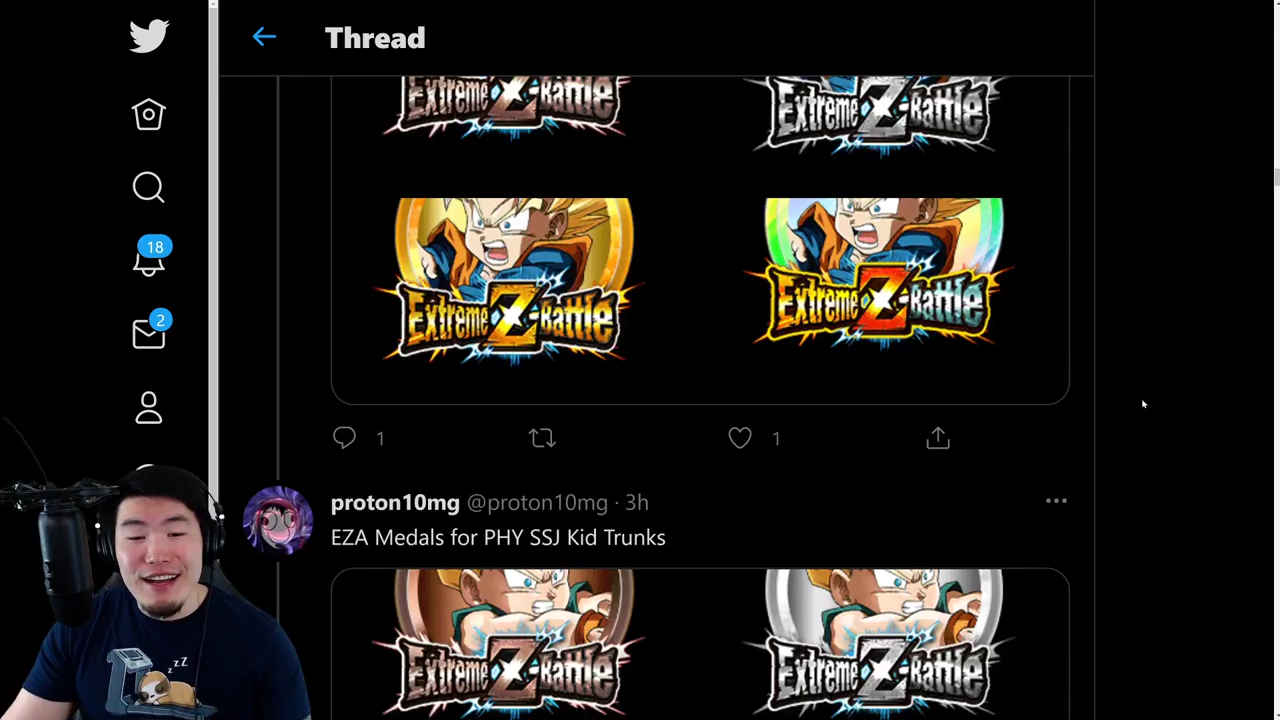 Thread
Extreme Z-Battle
Extreme Z-Battle
Extreme Z-Battle
Extreme Z-Battle
18
2
1
1
proton10mg @proton10mg · 3h
EZA Medals for PHY SSJ Kid Trunks
Extreme Z-Battle
Extreme Z-Battle
z z Z